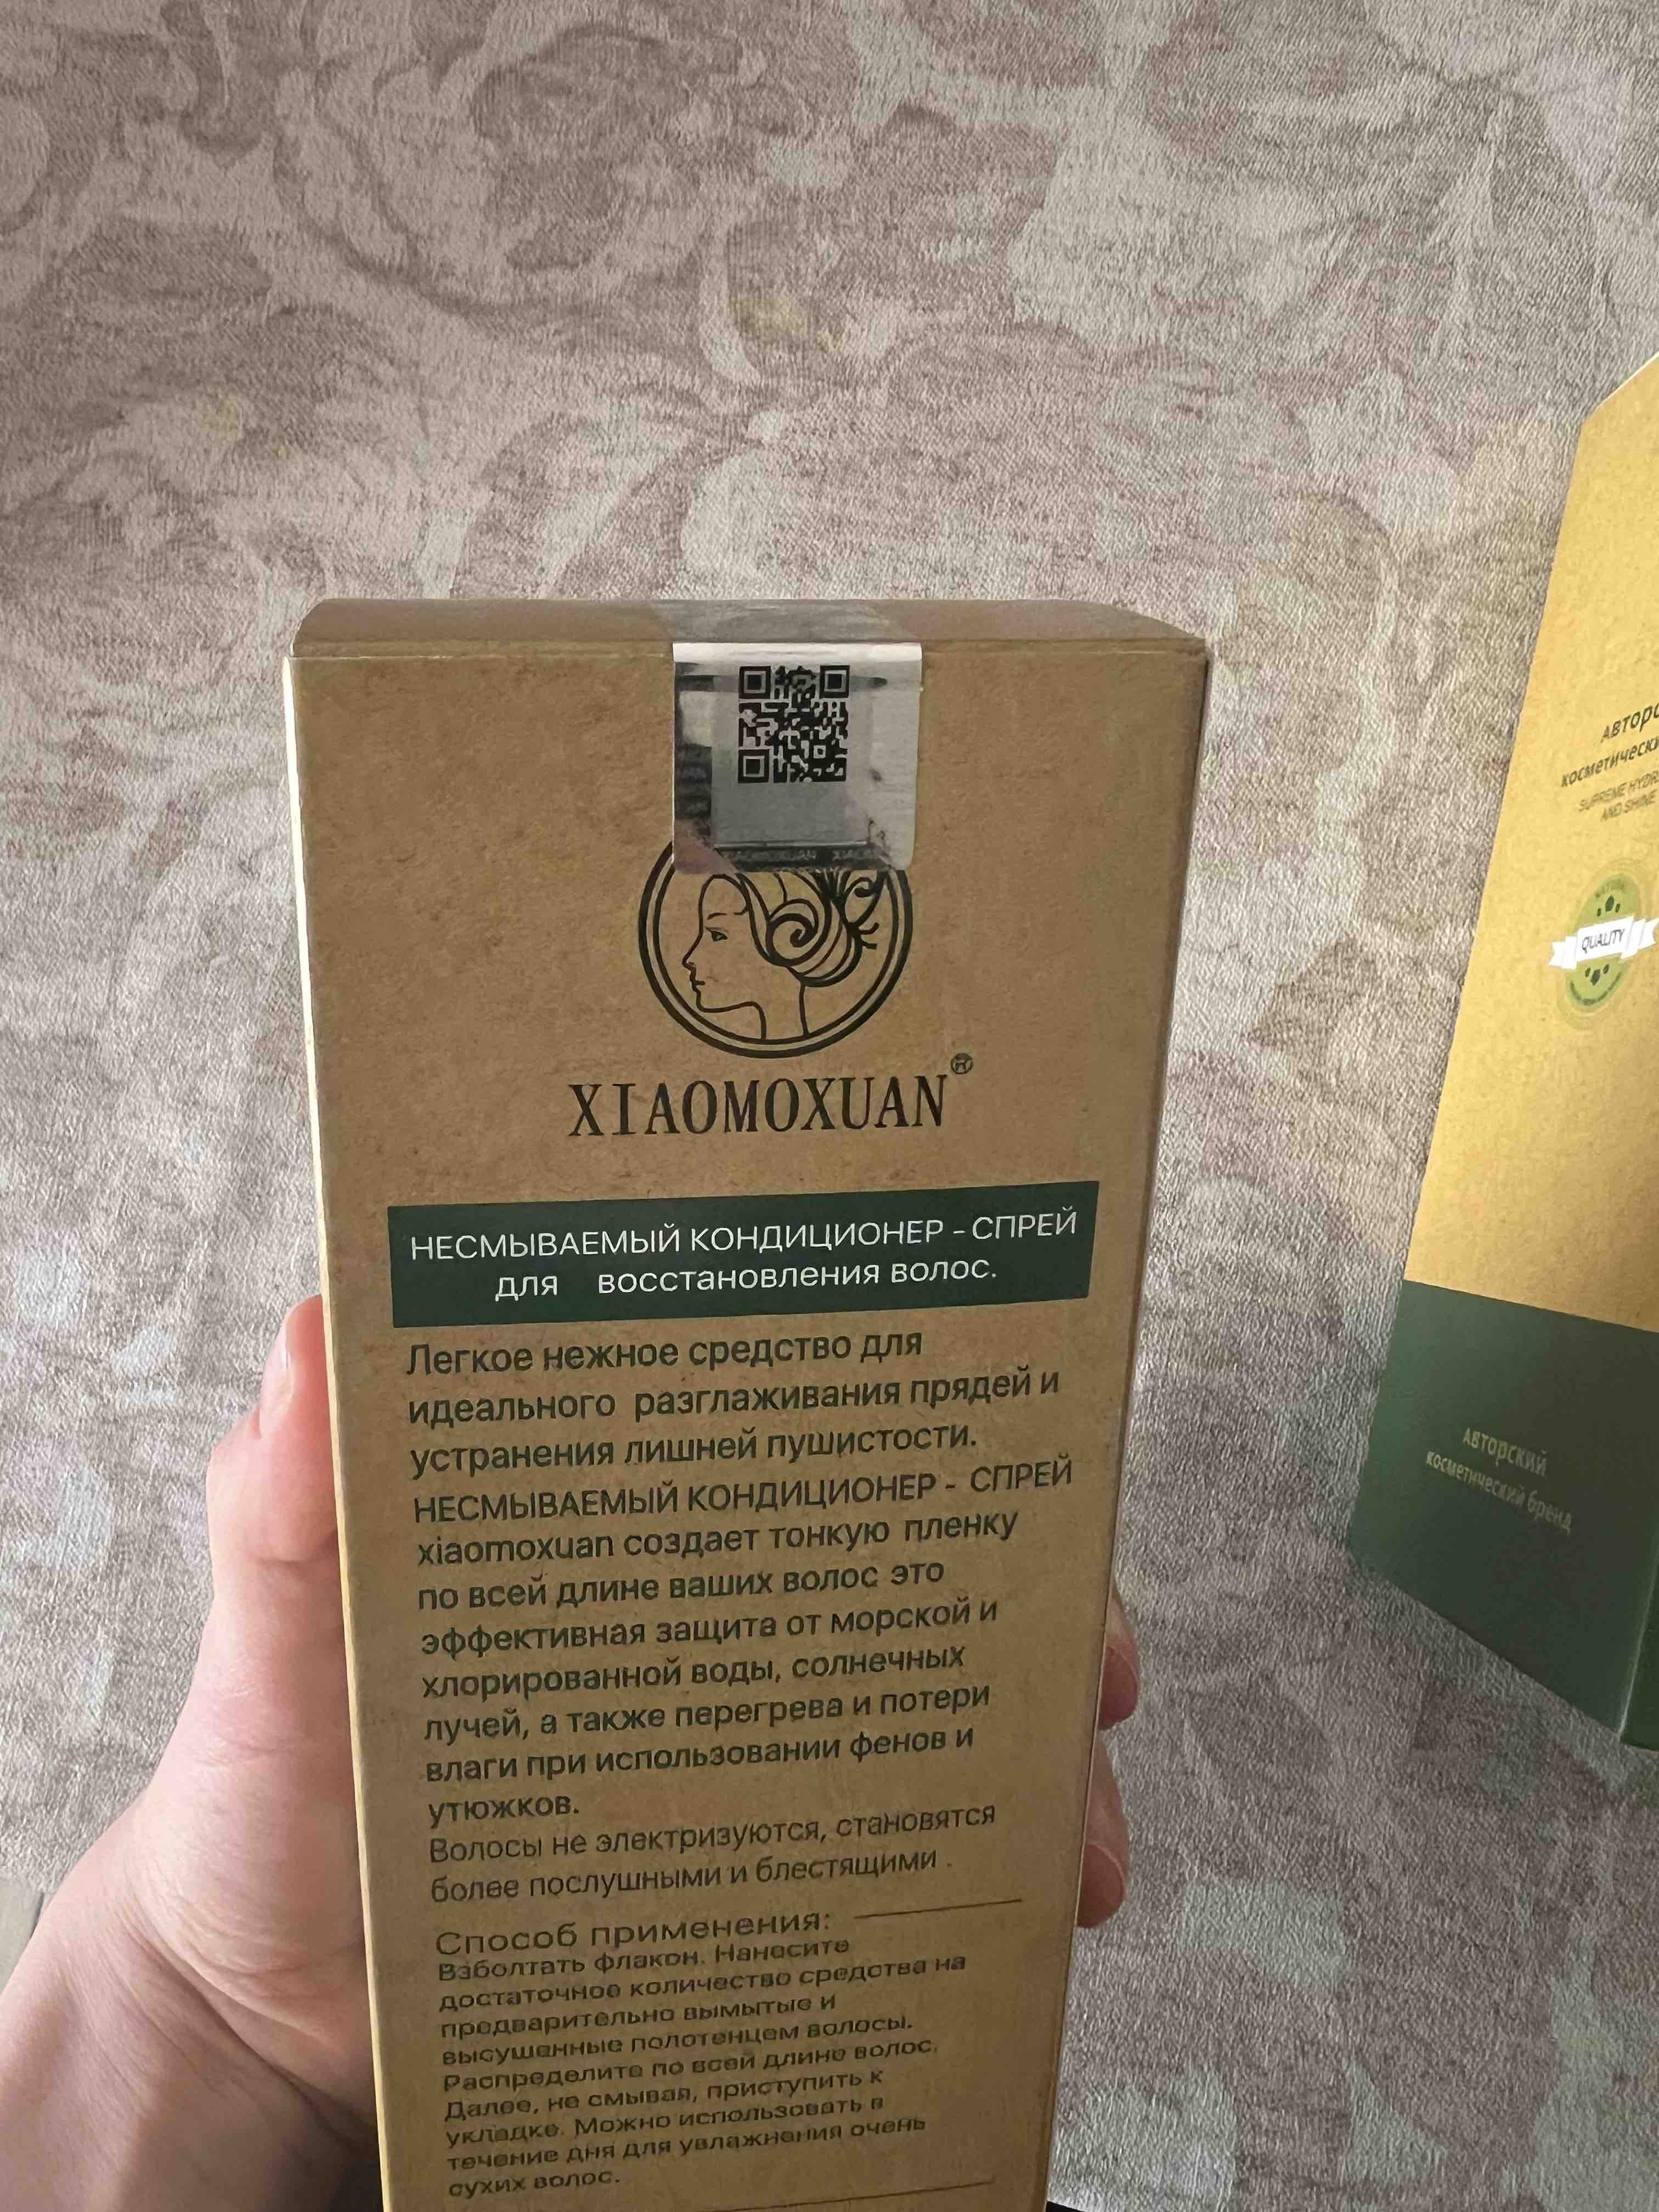 XIAOMOXUAN®
НЕСМЫВАЕМЫЙ КОНДИЦИОНЕР - СПРЕЙ
для восстановления волос.
Легкое нежное средство для
идеального разглаживания прядей и
устранения лишней пушистости.
НЕСМЫВАЕМЫЙ КОНДИЦИОНЕР - СПРЕЙ
xiaomoxuan создает тонкую пленку
по всей длине ваших волос это
эффективная защита от морской и
хлорированной воды, солнечных
лучей, а также перегрева и потери
влаги при использовании фенов и
утюжков.
Волосы не электризуются, становятся
более послушными и блестящими .
Способ применения:
Взболтать флакон. Наносите
достаточное количество средства на
предварительно вымытые и
высушенные полотенцем волосы.
Распределите по всей длине волос.
Далее, не смывая, приступить к
укладке. Можно использовать в
течение дня для увлажнения очень
сухих волос.
SUPREME
AND SHINE
QUALITY
Авторский
косметический бренд